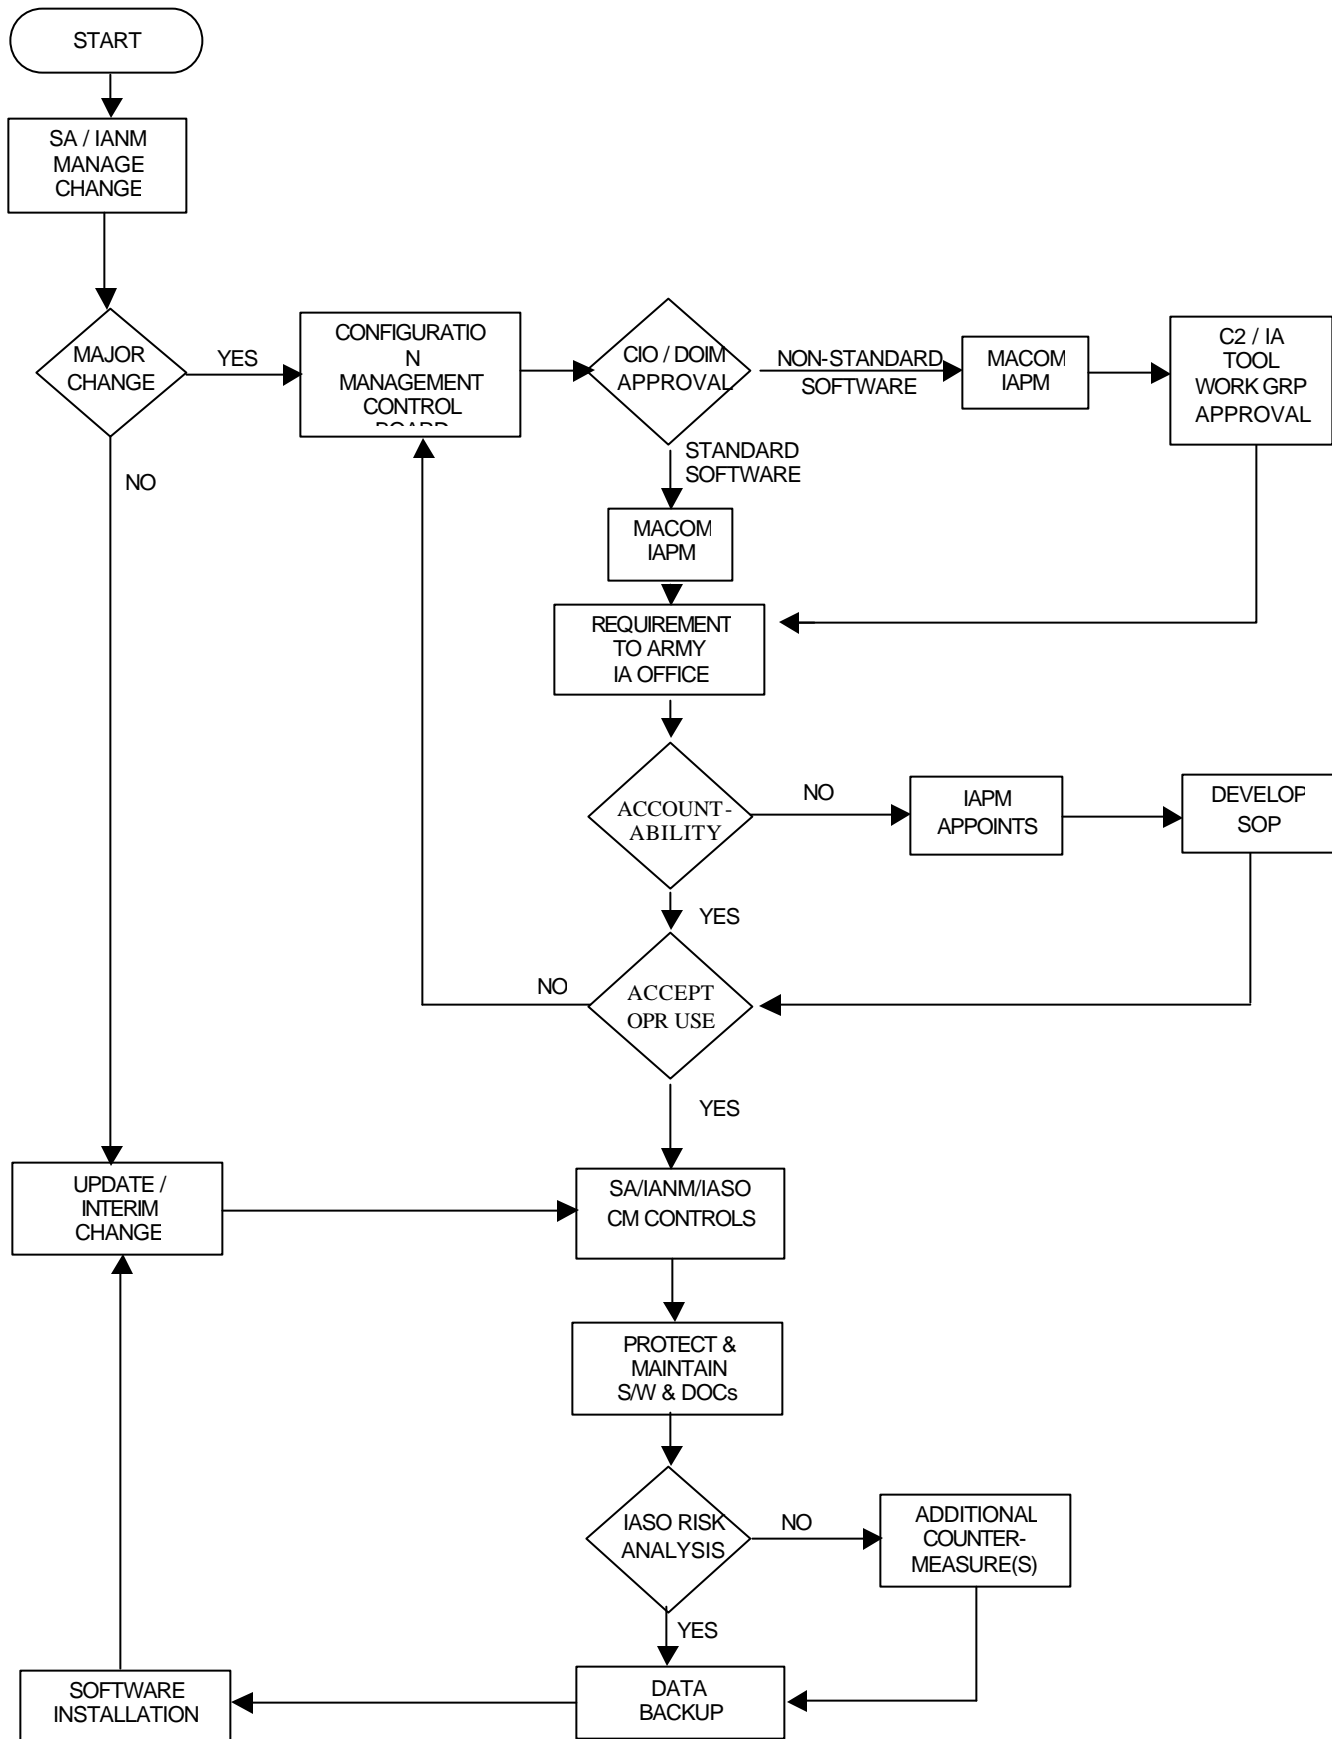 START
SA / IANM
MANAGE
CHANGE
MAJOR
CHANGE
YES
NO
CONFIGURATIO
N
MANAGEMENT
CONTROL
BOARD
CIO / DOIM
APPROVAL
NON-STANDARD
SOFTWARE
MACOM
IAPM
C2 / IA
TOOL
WORK GRP
APPROVAL
STANDARD
SOFTWARE
MACOM
IAPM
REQUIREMENT
TO ARMY
IA OFFICE
ACCOUNT-
ABILITY
NO
IAPM
APPOINTS
DEVELOP
SOP
YES
ACCEPT
OPR USE
NO
YES
UPDATE /
INTERIM
CHANGE
SA/IANM/IASO
CM CONTROLS
PROTECT &
MAINTAIN
S/W & DOCs
IASO RISK
ANALYSIS
NO
ADDITIONAL
COUNTER-
MEASURE(S)
YES
DATA
BACKUP
SOFTWARE
INSTALLATION